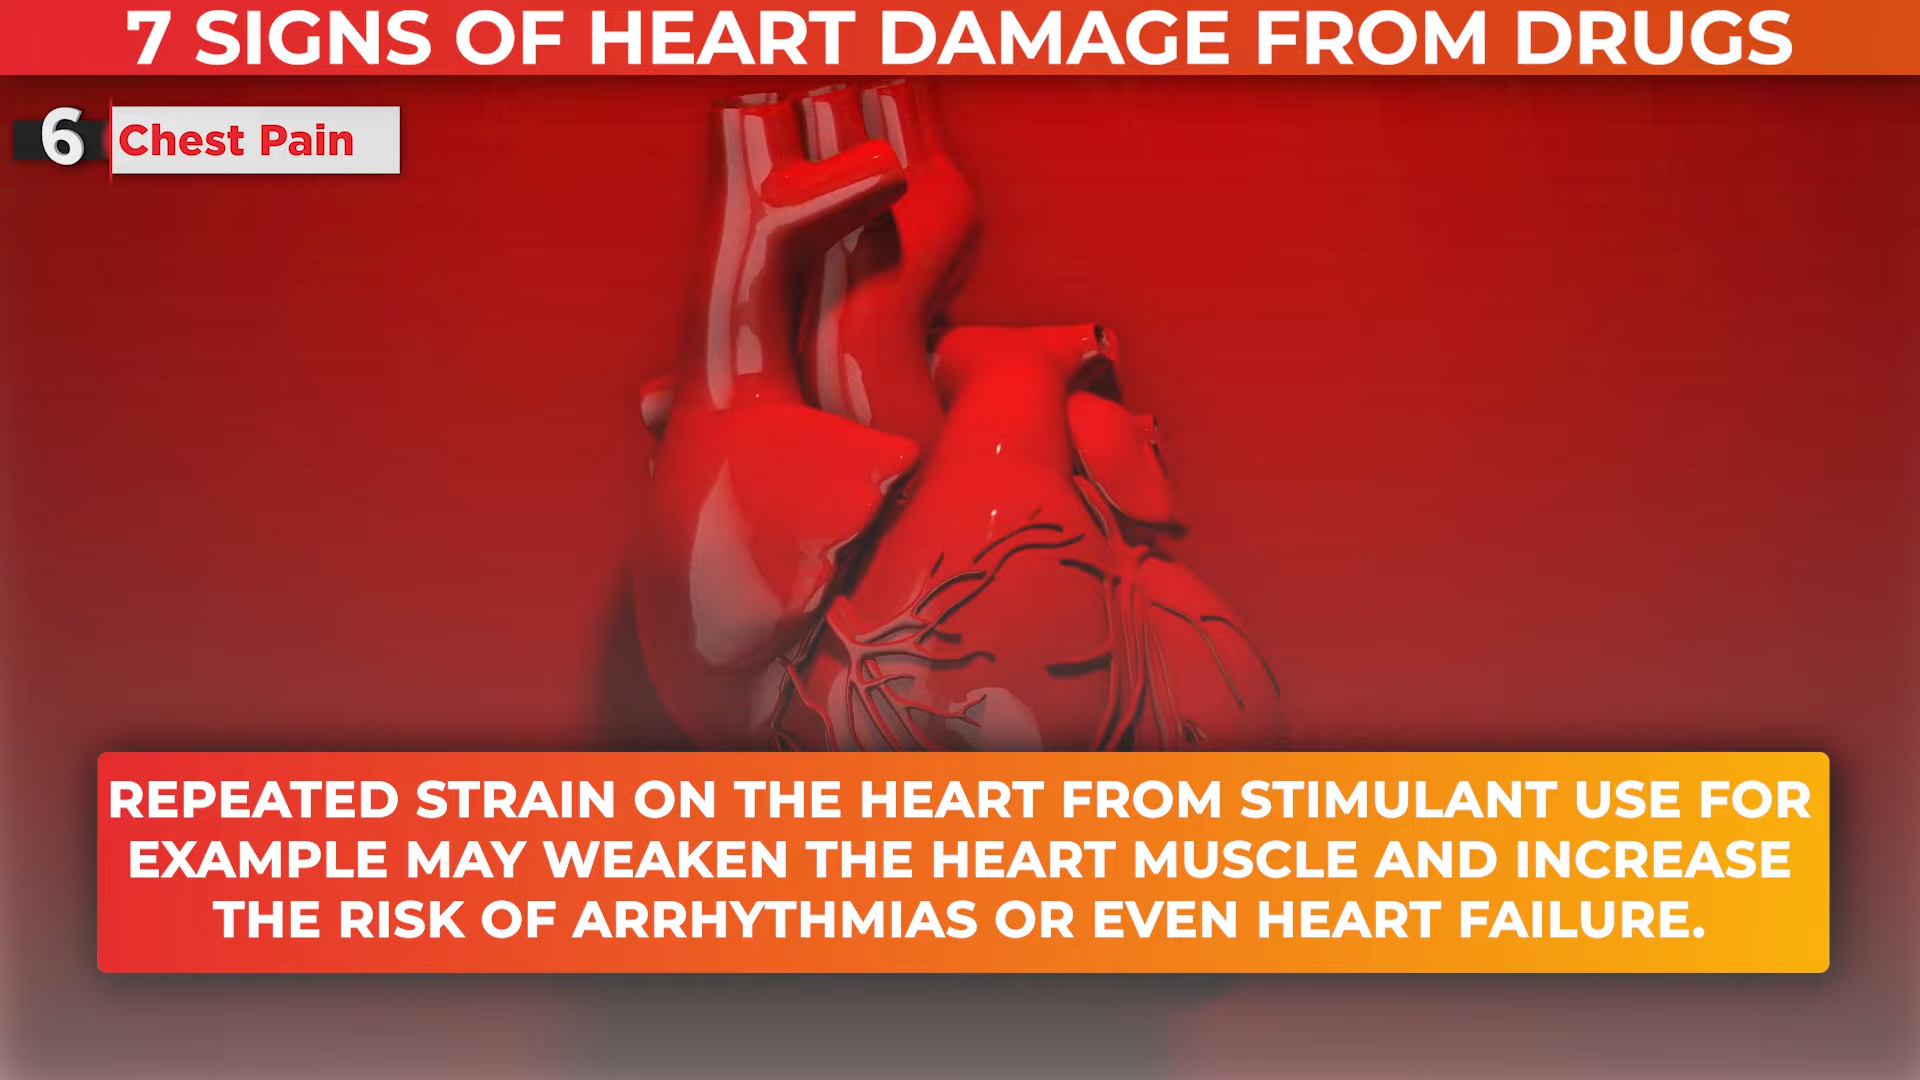 7 SIGNS OF HEART DAMAGE FROM DRUGS
6 Chest Pain
REPEATED STRAIN ON THE HEART FROM STIMULANT USE FOR
EXAMPLE MAY WEAKEN THE HEART MUSCLE AND INCREASE
THE RISK OF ARRHYTHMIAS OR EVEN HEART FAILURE.